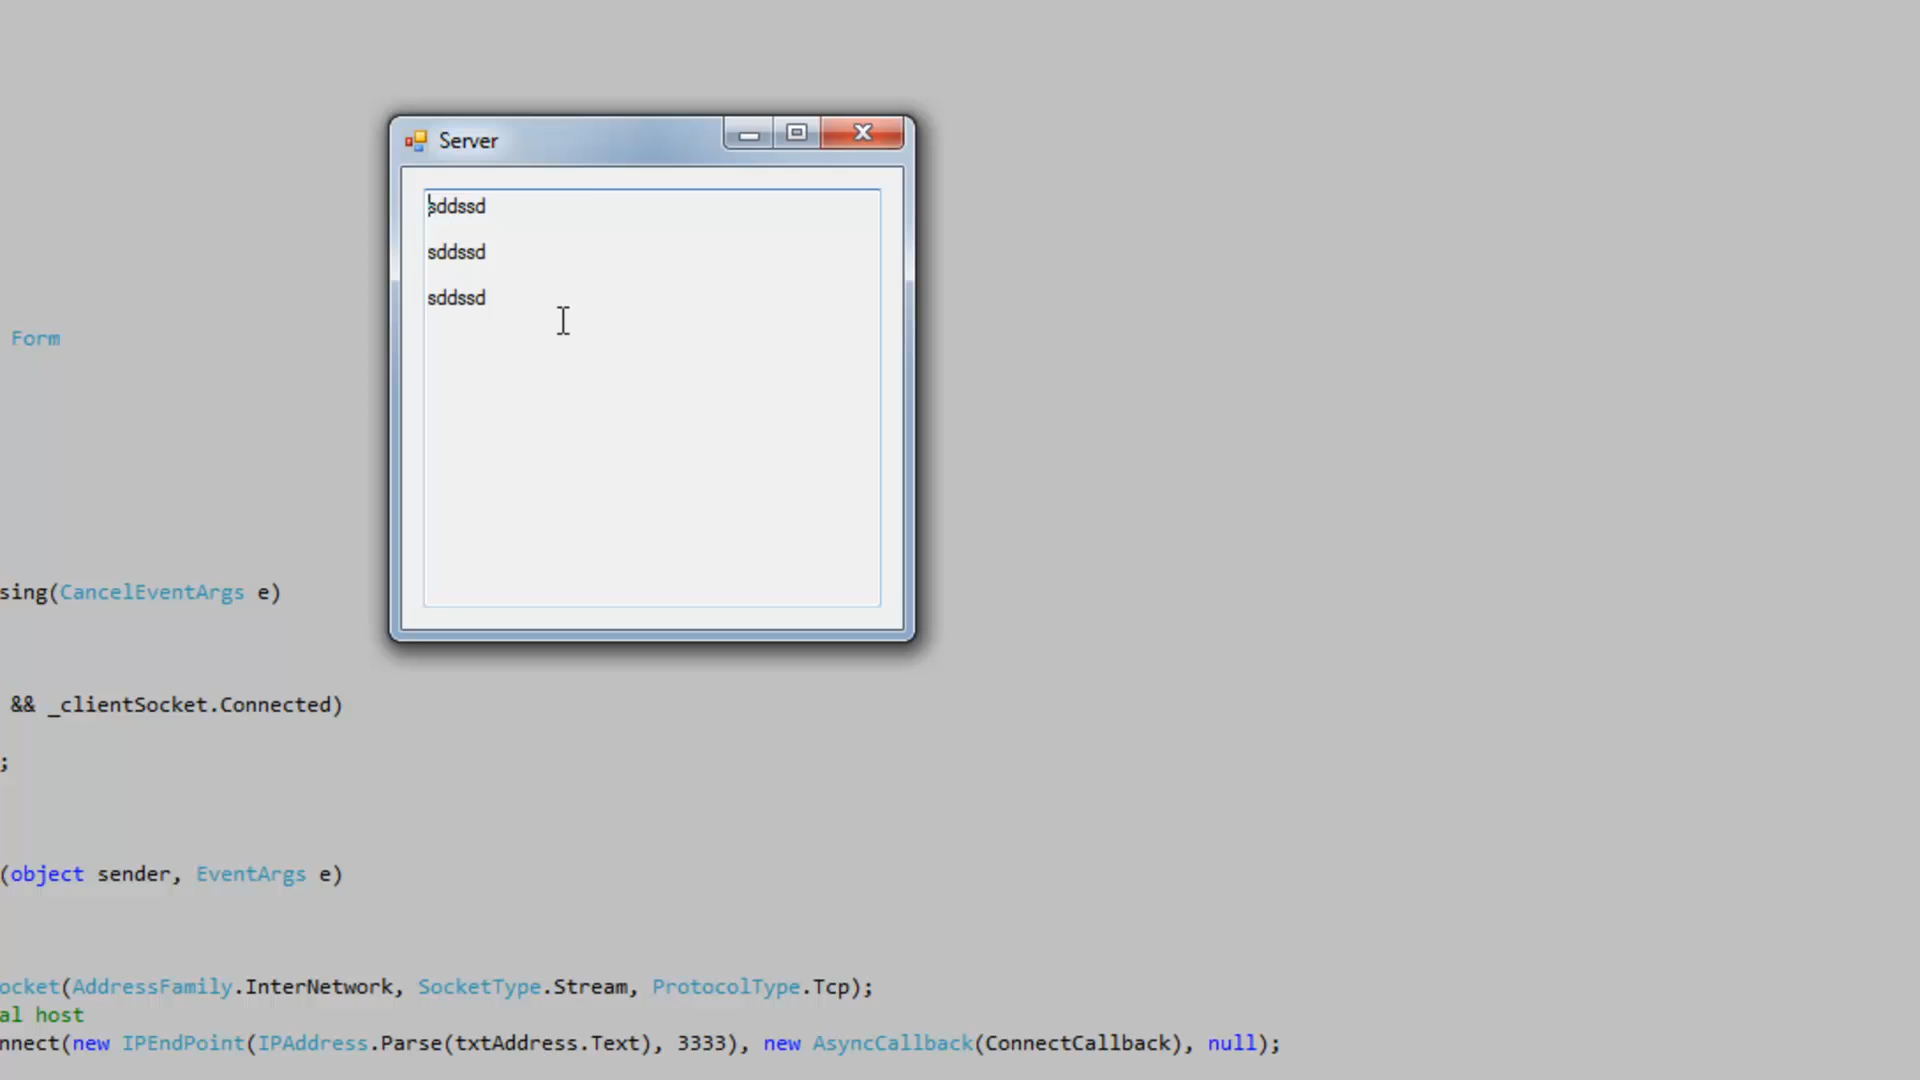 Server
sddssd
sddssd
sddssd
Form
sing(CancelEventArgs e)
&& _clientSocket.Connected)
;
(object sender, EventArgs e)
ocket(AddressFamily.InterNetwork, SocketType.Stream, ProtocolType.Tcp);
al host
nnect(new IPEndPoint(IPAddress.Parse(txtAddress.Text), 3333), new AsyncCallback(ConnectCallback), null);